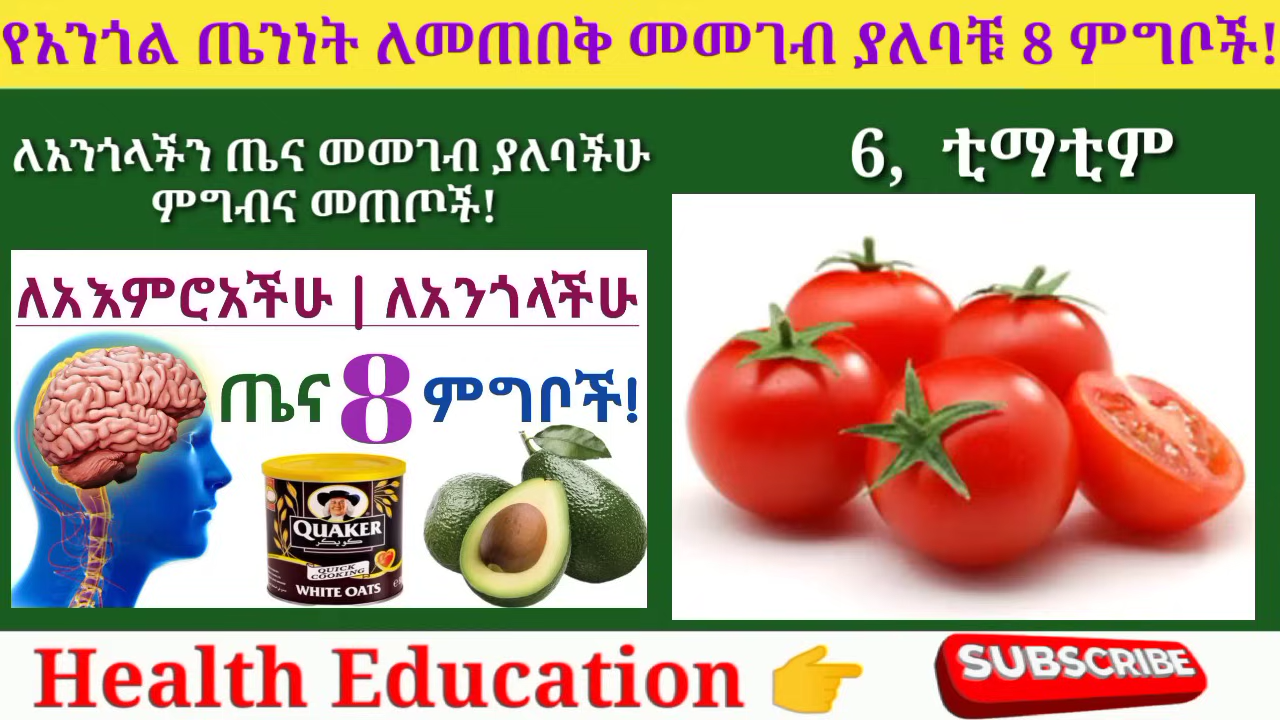 የአንጎል ጤንነት ለመጠበቅ መመገብ ያለባቹ 8 ምግቦች!
ለአንጎላችን ጤና መመገብ ያለባችሁ
ምግብና መጠጦች!
ለአእምሮአችሁ | ለአንጎላችሁ
ጤና 8 ምግቦች!
QUAKER
كويكر
QUICK
COOKING
WHITE OATS
6, ቲማቲም
Health Education
SUBSCRIBE